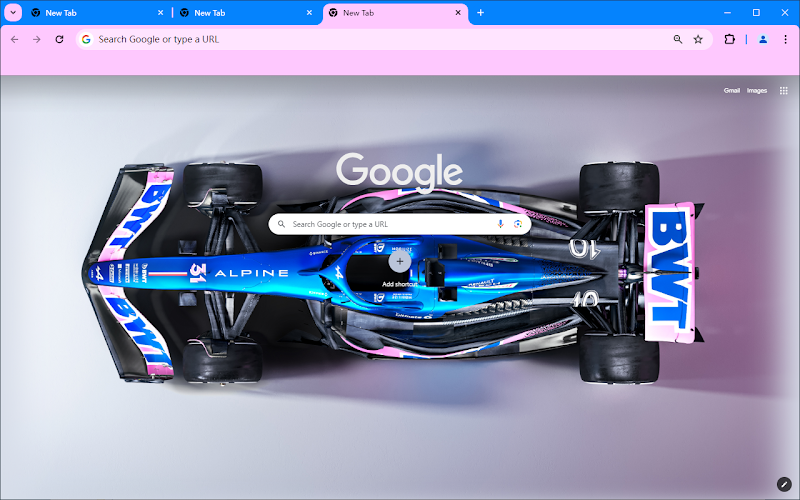 New Tab
New Tab
New Tab
Search Google or type a URL
Gmail Images
Google
Search Google or type a URL
Add shortcut
BWT
BWT
BWT
31
ALPINE
10
10